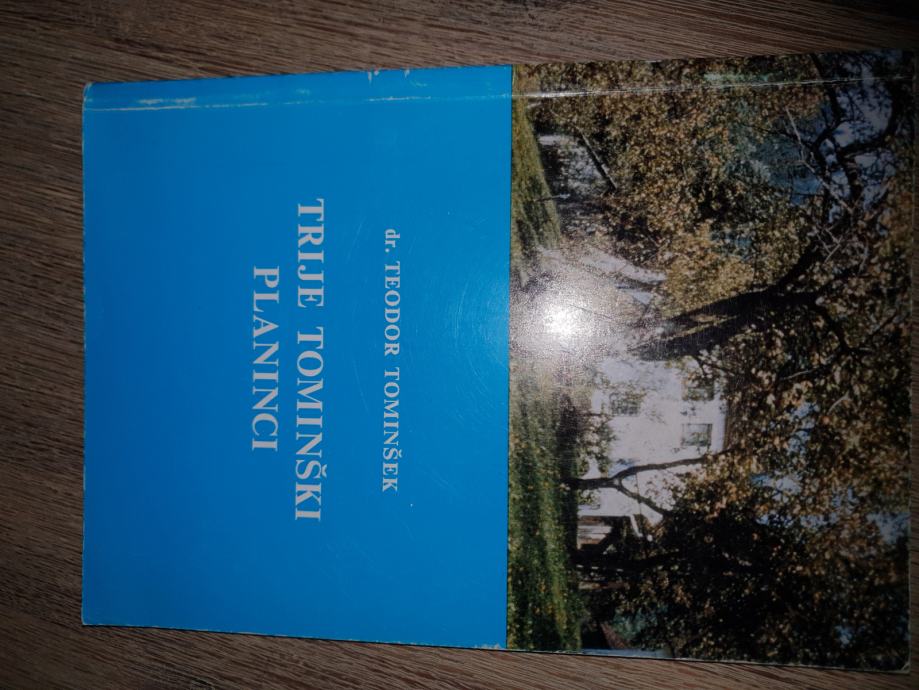 dr. TEODOR TOMINŠEK
TRIJE TOMINŠKI
PLANINCI